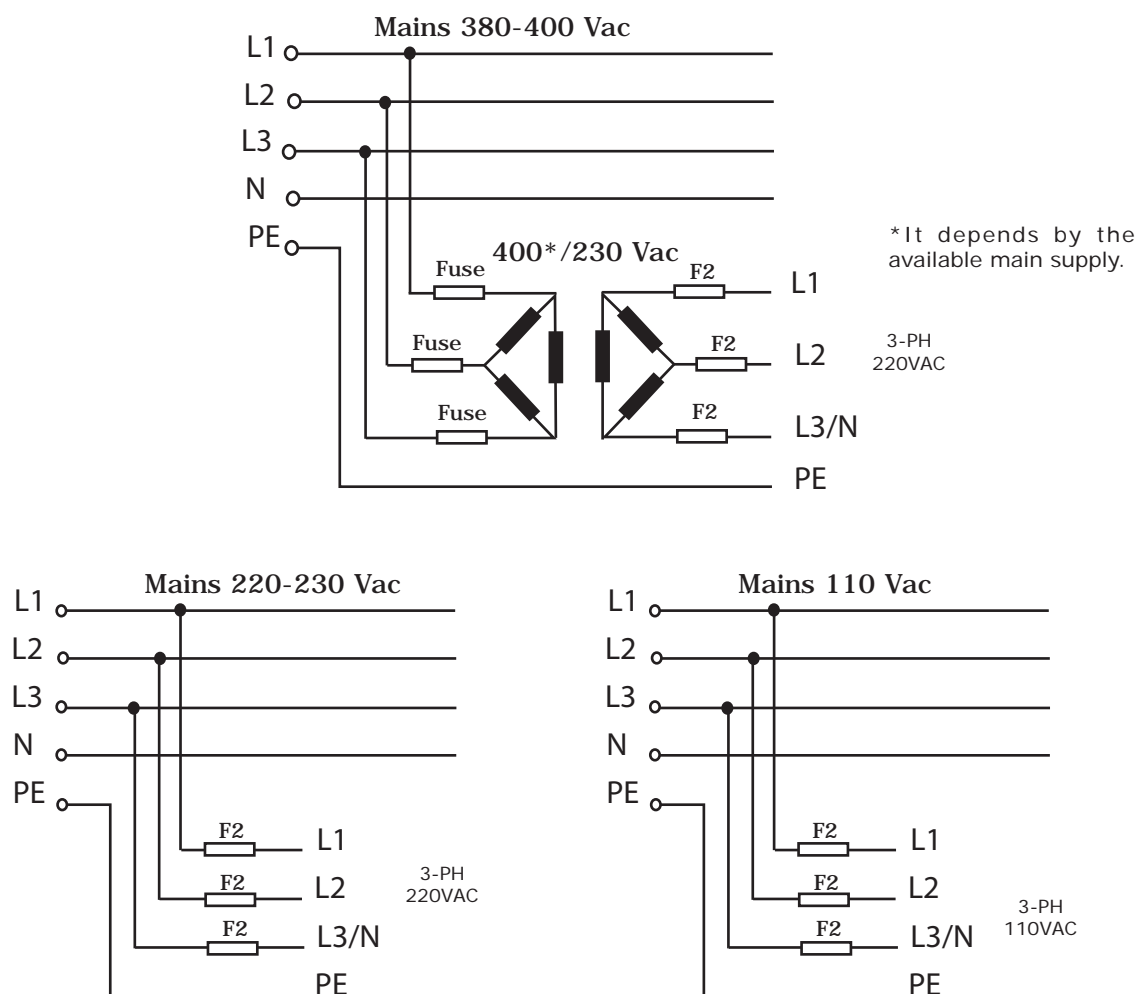 Mains 380-400 Vac
L1
L2
L3
N
PE
*It depends by the
available main supply.
400*/230 Vac
Fuse
F2
L1
Fuse
F2
L2
3-PH
220VAC
Fuse
F2
L3/N
PE
Mains 220-230 Vac
L1
L2
L3
N
PE
F2
L1
F2
L2
3-PH
220VAC
F2
L3/N
PE
Mains 110 Vac
L1
L2
L3
N
PE
F2
L1
F2
L2
3-PH
110VAC
F2
L3/N
PE